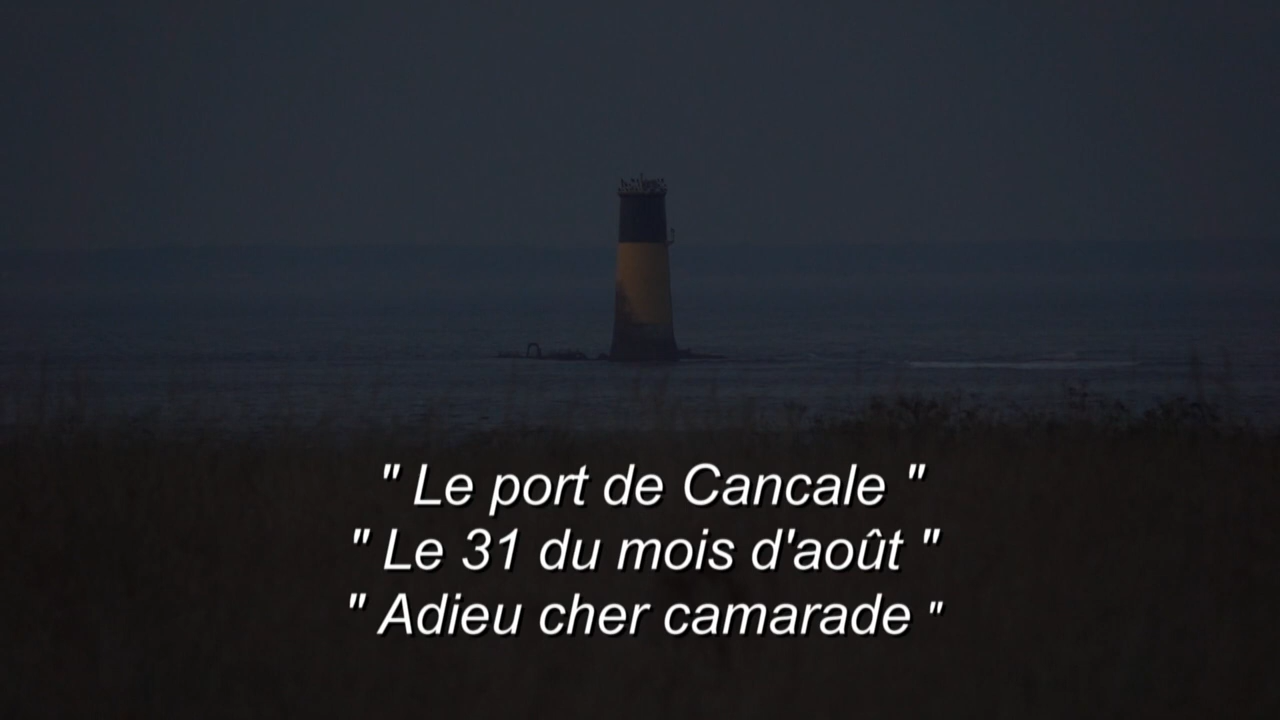 " Le port de Cancale "
" Le 31 du mois d'août "
" Adieu cher camarade "